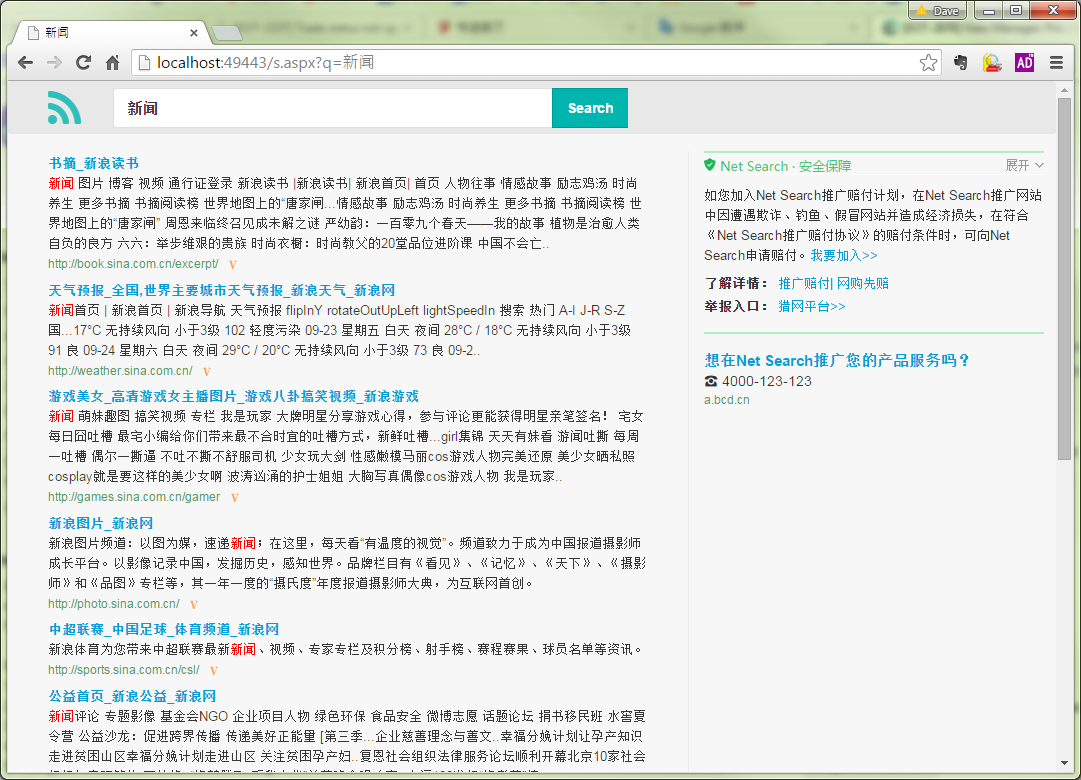 Dave
新闻
localhost:49443/s.aspx?q=新闻
AD
新闻
Search
书摘_新浪读书
新闻 图片 博客 视频 通行证登录 新浪读书 |新浪读书| 新浪首页| 首页 人物往事 情感故事 励志鸡汤 时尚
养生 更多书摘 书摘阅读榜 世界地图上的“唐家闸...情感故事 励志鸡汤 时尚养生 更多书摘 书摘阅读榜 世
界地图上的“唐家闸” 周恩来临终召见成未解之谜 严幼韵：一百零九个春天——我的故事 植物是治愈人类
自负的良方 六六：举步维艰的贵族 时尚衣橱：时尚教父的20堂品位进阶课 中国不会亡..
http://book.sina.com.cn/excerpt/ V
天气预报_全国,世界主要城市天气预报_新浪天气_新浪网
新闻首页 | 新浪首页 | 新浪导航 天气预报 flipInY rotateOutUpLeft lightSpeedIn 搜索 热门 A-I J-R S-Z
国...17°C 无持续风向 小于3级 102 轻度污染 09-23 星期五 白天 夜间 28°C / 18°C 无持续风向 小于3级
91 良 09-24 星期六 白天 夜间 29°C / 20°C 无持续风向 小于3级 73 良 09-2..
http://weather.sina.com.cn/ V
游戏美女_高清游戏女主播图片_游戏八卦搞笑视频_新浪游戏
新闻 萌妹趣图 搞笑视频 专栏 我是玩家 大牌明星分享游戏心得，参与评论更能获得明星亲笔签名！ 宅女
每日囧吐槽 最宅小编给你们带来最不合时宜的吐槽方式，新鲜吐槽...girl集锦 天天有妹看 游闻吐撕 每周
一吐槽 偶尔一撕逼 不吐不撕不舒服司机 少女玩大剑 性感嫩模马丽cos游戏人物完美还原 美少女晒私照
cosplay就是要这样的美少女啊 波涛汹涌的护士姐姐 大胸写真偶像cos游戏人物 我是玩家..
http://games.sina.com.cn/gamer V
新浪图片_新浪网
新浪图片频道：以图为媒，速递新闻；在这里，每天看“有温度的视觉”。频道致力于成为中国报道摄影师
成长平台。以影像记录中国，发掘历史，感知世界。品牌栏目有《看见》、《记忆》、《天下》、《摄影
师》和《品图》专栏等，其一年一度的“摄氏度”年度报道摄影师大典，为互联网首创。
http://photo.sina.com.cn/ V
中超联赛_中国足球_体育频道_新浪网
新浪体育为您带来中超联赛最新新闻、视频、专家专栏及积分榜、射手榜、赛程赛果、球员名单等资讯。
http://sports.sina.com.cn/csl/ V
公益首页_新浪公益_新浪网
新闻评论 专题影像 基金会NGO 企业项目人物 绿色环保 食品安全 微博志愿 话题论坛 捐书移民班 水窖夏
令营 公益沙龙：促进跨界传播 传递美好正能量 [第三季...企业慈善理念与善文..幸福分娩计划让孕产知识
走进贫困山区幸福分娩计划走进山区 关注贫困孕产妇..复恩社会组织法律服务论坛顺利开幕北京10家社会
Net Search · 安全保障
展开
如您加入Net Search推广赔付计划，在Net Search推广网站
中因遭遇欺诈、钓鱼、假冒网站并造成经济损失，在符合
《Net Search推广赔付协议》的赔付条件时，可向Net
Search申请赔付。我要加入>>
了解详情： 推广赔付| 网购先赔
举报入口： 猎网平台>>
想在Net Search推广您的产品服务吗？
4000-123-123
a.bcd.cn